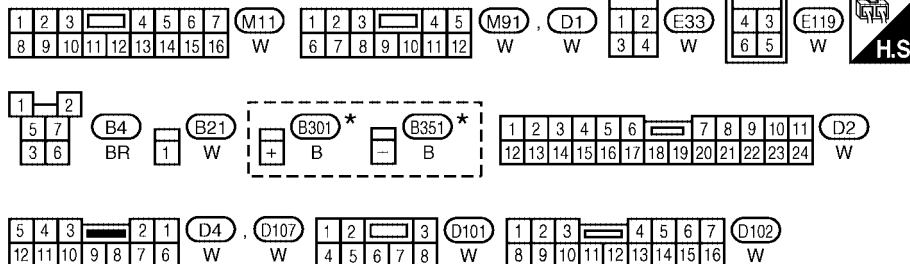 1 2 3 4 5 6 7 M11 1 2 3 4 5 M91 , D1 1 2 E33 4 3 E119
8 9 10 11 12 13 14 15 16 W 6 7 8 9 10 11 12 W W 3 4 W 6 5 W H.S
1 2
5 7 B4 B21 B301 * B351 * 1 2 3 4 5 6 7 8 9 10 11 D2
3 6 BR 1 W + B − B 12 13 14 15 16 17 18 19 20 21 22 23 24 W
5 4 3 2 1 D4 , D107 1 2 3 D101 1 2 3 4 5 6 7 D102
12 11 10 9 8 7 6 W W 4 5 6 7 8 W 8 9 10 11 12 13 14 15 16 W